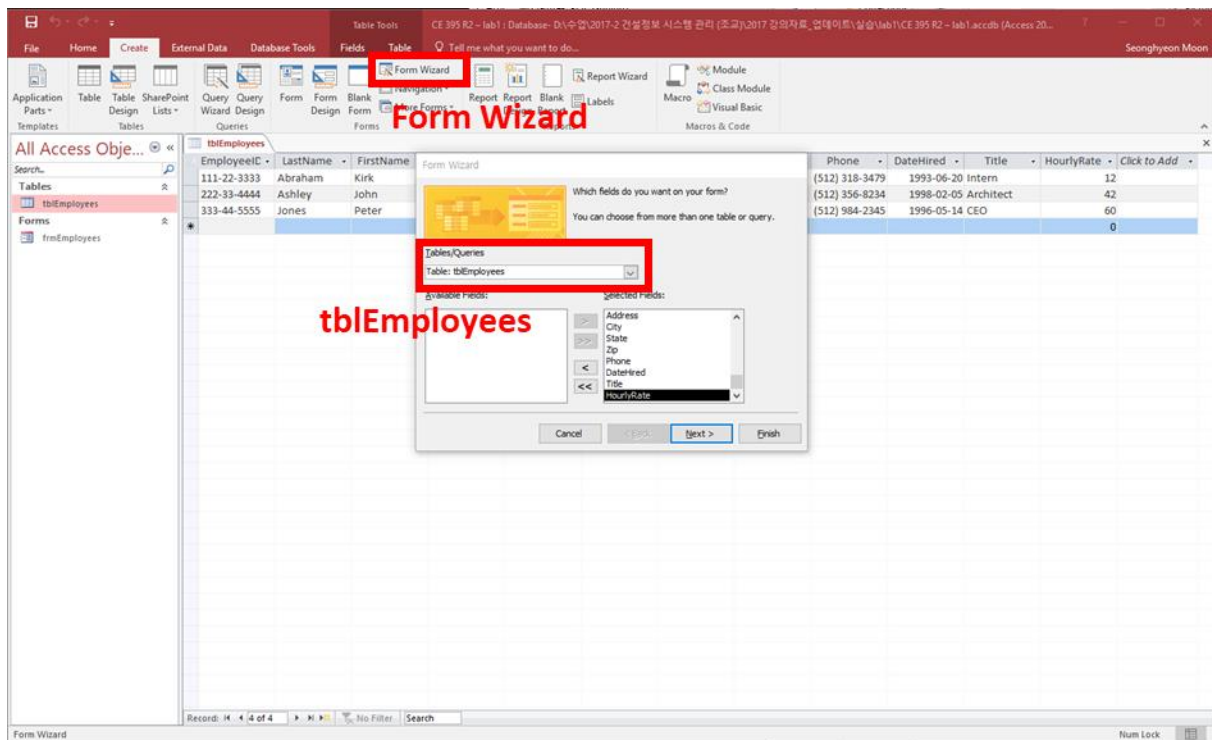 Table Tools
CE 395 R2 – lab1 : Database- D:\수업\2017-2 건설정보 시스템 관리 (조교)\2017 강의자료_업데이트\실습\lab1\CE 395 R2 – lab1.accdb (Access 20...
File Home Create External Data Database Tools Fields Table Tell me what you want to do...
Seonghyeon Moon
Application Parts
Table
Table Design
SharePoint Lists
Query Wizard
Query Design
Form
Form Design
Blank Form
Form Wizard
More Forms
Report
Report Design
Blank Report
Report Wizard
Labels
Macro
Module
Class Module
Visual Basic
Templates Tables Queries Forms Macros & Code
Form Wizard
All Access Obje...
Search...
Tables
tblEmployees
Forms
frmEmployees
tblEmployees
EmployeeID LastName FirstName Phone DateHired Title HourlyRate Click to Add
111-22-3333 Abraham Kirk (512) 318-3479 1993-06-20 Intern 12
222-33-4444 Ashley John (512) 356-8234 1998-02-05 Architect 42
333-44-5555 Jones Peter (512) 984-2345 1996-05-14 CEO 60
0
Form Wizard
Which fields do you want on your form?
You can choose from more than one table or query.
Tables/Queries
Table: tblEmployees
tblEmployees
Available Fields:
Selected Fields:
Address
City
State
Zip
Phone
DateHired
Title
HourlyRate
>
>>
<
<<
Cancel < Back Next > Finish
Record: 4 of 4 No Filter Search
Form Wizard
Num Lock